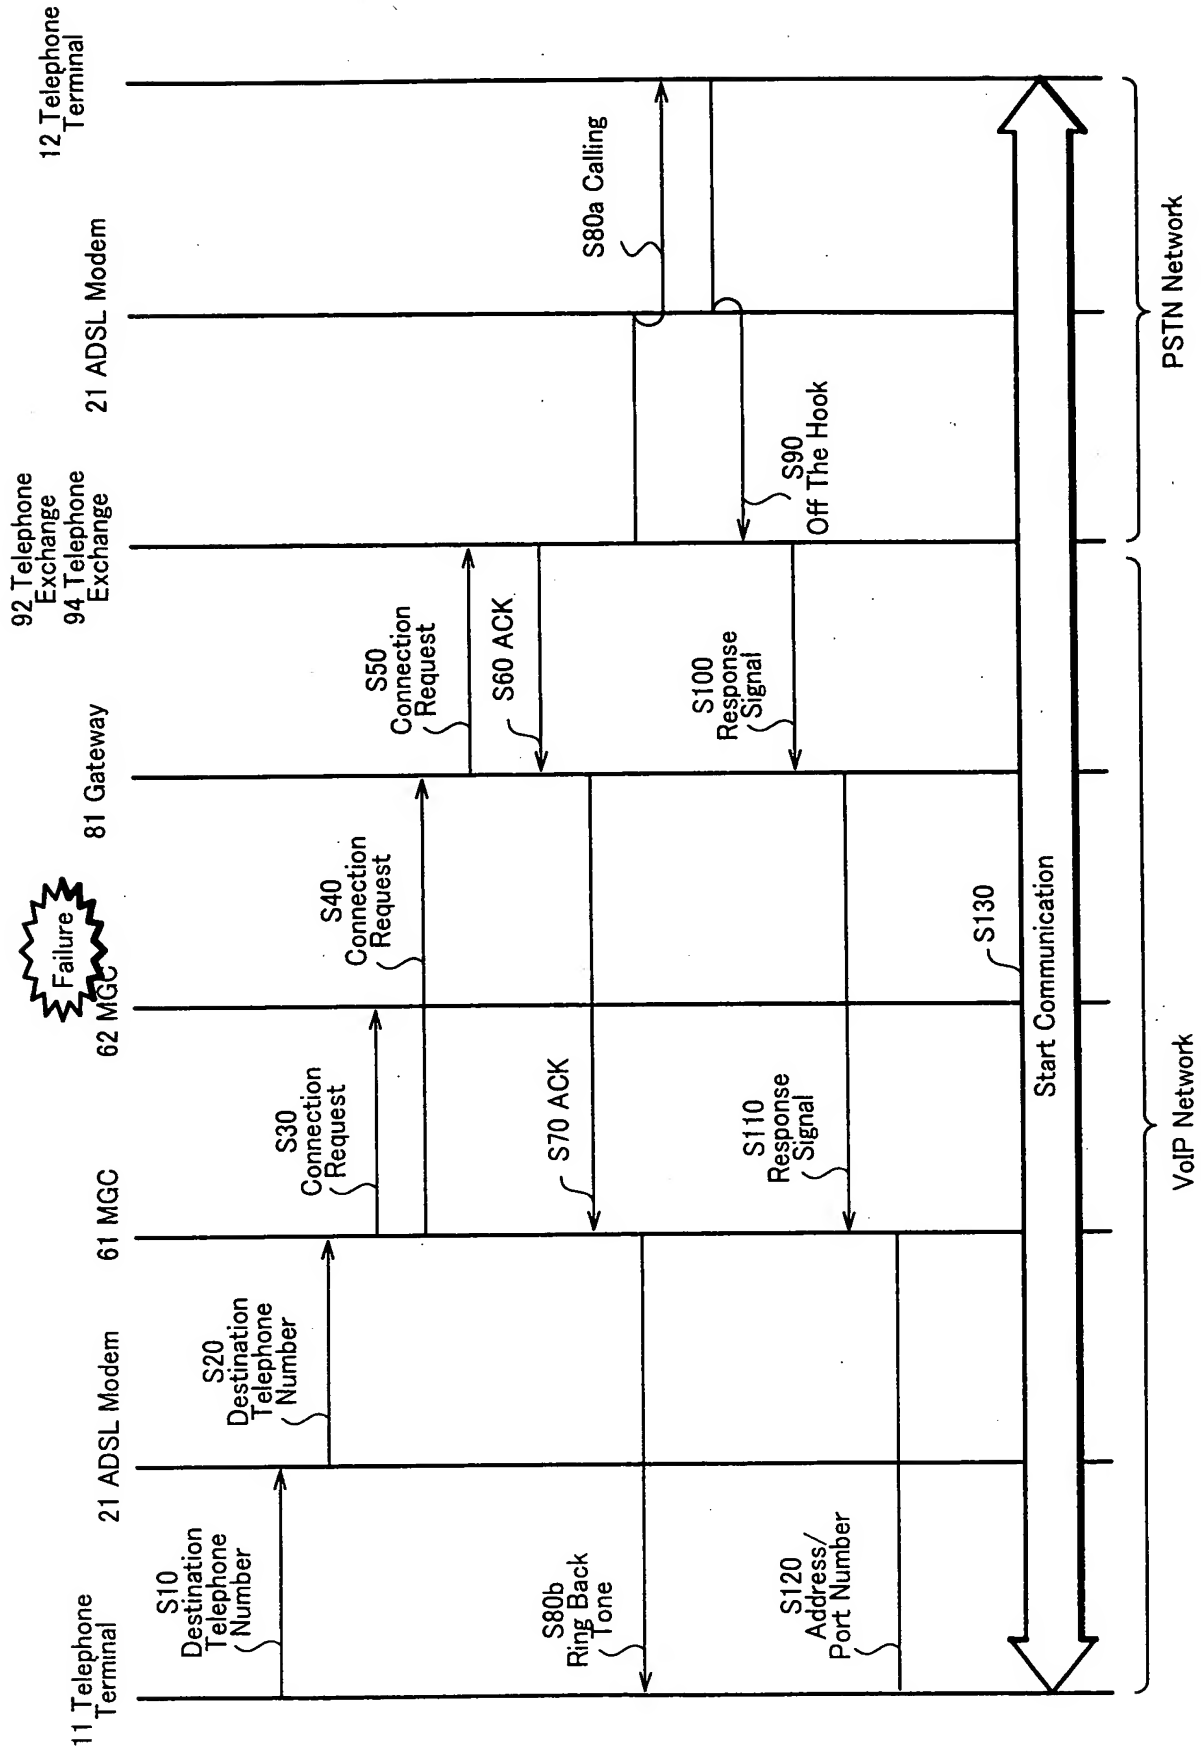 11 Telephone
Terminal
21 ADSL Modem
61 MGC
62 MGC
Failure
81 Gateway
92 Telephone
Exchange
94 Telephone
Exchange
21 ADSL Modem
12 Telephone
Terminal
S10
Destination
Telephone
Number
S20
Destination
Telephone
Number
S30
Connection
Request
S40
Connection
Request
S50
Connection
Request
S60 ACK
S70 ACK
S80a Calling
S80b
Ring Back
Tone
S90
Off The Hook
S100
Response
Signal
S110
Response
Signal
S120
Address/
Port Number
S130
Start Communication
VoIP Network
PSTN Network